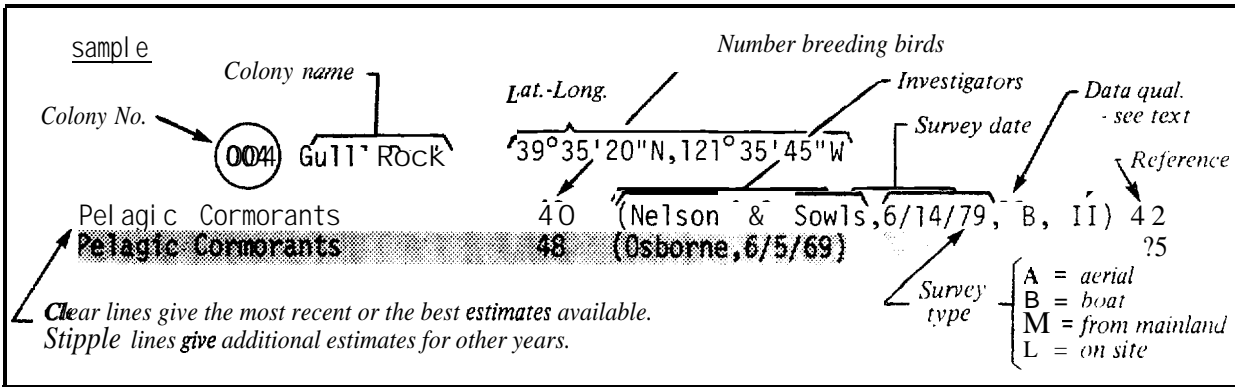 sample
Number breeding birds
Colony name
Investigators
Lat.-Long.
Data qual.
- see text
Colony No.
Survey date
Reference
004 Gull Rock 39°35'20"N,121°35'45"W
Pelagic Cormorants 40 (Nelson & Sowls,6/14/79, B, II) 42
Pelagic Cormorants 48 (Osborne,6/5/69) ?5
Survey type
A = aerial
B = boat
M = from mainland
L = on site
Clear lines give the most recent or the best estimates available.
Stipple lines give additional estimates for other years.